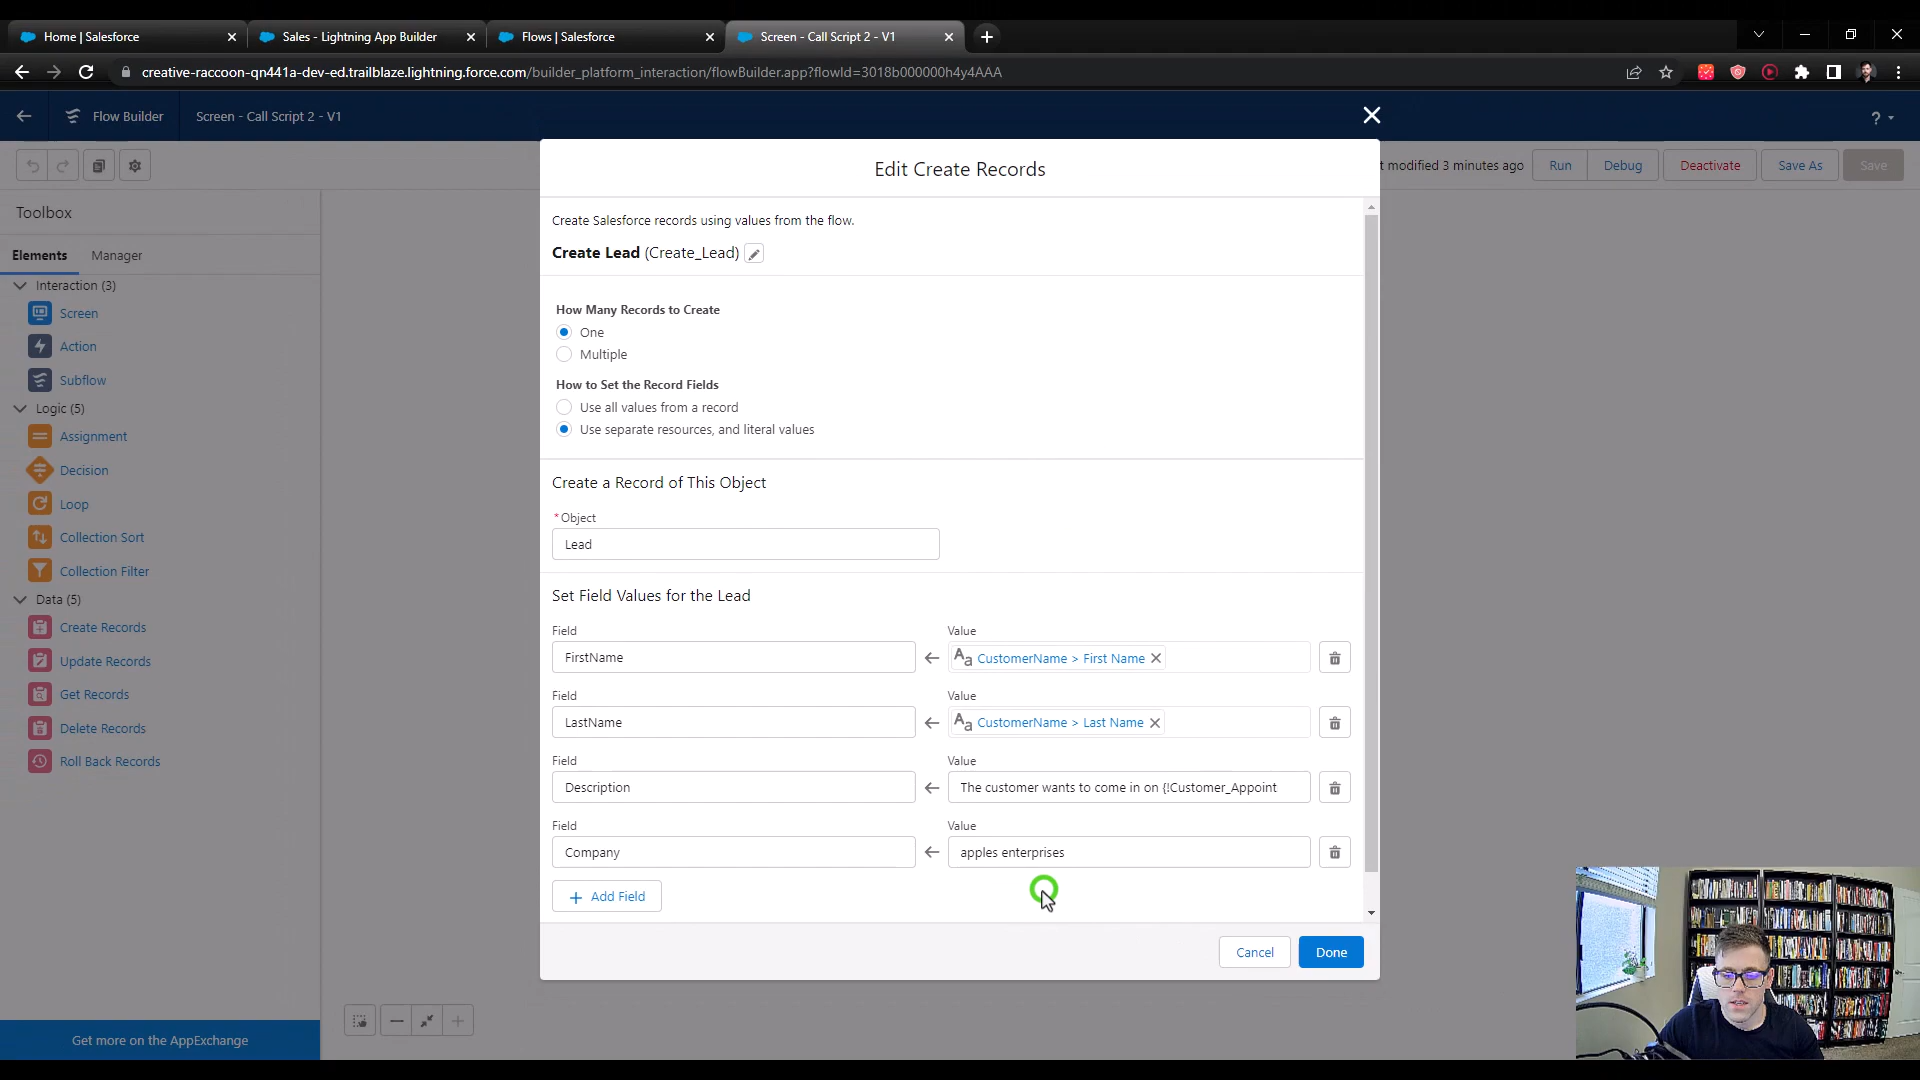 Home | Salesforce
Sales - Lightning App Builder
Flows | Salesforce
Screen - Call Script 2 - V1
creative-raccoon-qn441a-dev-ed.trailblaze.lightning.force.com/builder_platform_interaction/flowBuilder.app?flowId=3018b000000h4y4AAA
Flow Builder
Screen - Call Script 2 - V1
?
t modified 3 minutes ago
Run
Debug
Deactivate
Save As
Save
Toolbox
Elements
Manager
Interaction (3)
Screen
Action
Subflow
Logic (5)
Assignment
Decision
Loop
Collection Sort
Collection Filter
Data (5)
Create Records
Update Records
Get Records
Delete Records
Roll Back Records
Get more on the AppExchange
Edit Create Records
Create Salesforce records using values from the flow.
Create Lead (Create_Lead)
How Many Records to Create
One
Multiple
How to Set the Record Fields
Use all values from a record
Use separate resources, and literal values
Create a Record of This Object
*Object
Lead
Set Field Values for the Lead
Field
Value
FirstName
Aa CustomerName > First Name
Field
Value
LastName
Aa CustomerName > Last Name
Field
Value
Description
The customer wants to come in on {!Customer_Appoint
Field
Value
Company
apples enterprises
+ Add Field
Cancel
Done